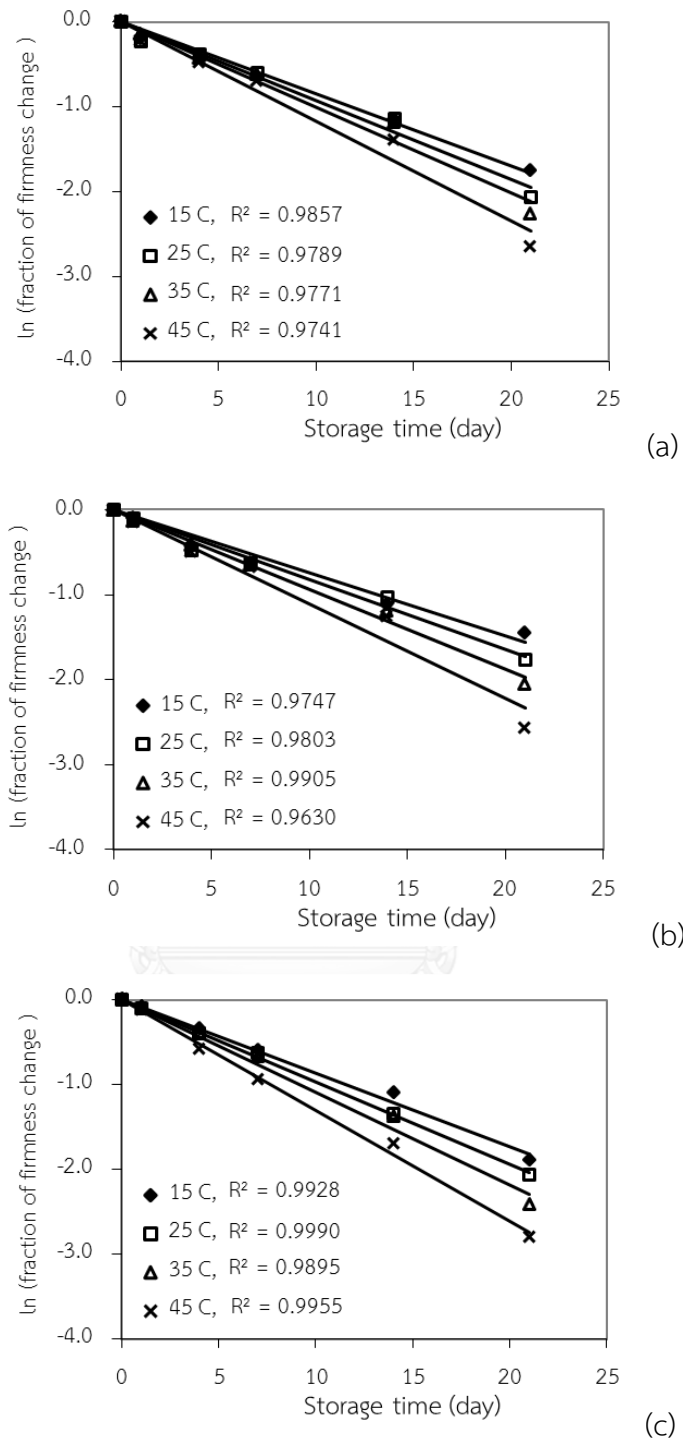 0.0
-1.0
-2.0
-3.0
-4.0
ln (fraction of firmness change )
15 C, R² = 0.9857
25 C, R² = 0.9789
35 C, R² = 0.9771
45 C, R² = 0.9741
0 5 10 15 20 25
Storage time (day)
(a)
0.0
-1.0
-2.0
-3.0
-4.0
ln (fraction of firmness change )
15 C, R² = 0.9747
25 C, R² = 0.9803
35 C, R² = 0.9905
45 C, R² = 0.9630
0 5 10 15 20 25
Storage time (day)
(b)
0.0
-1.0
-2.0
-3.0
-4.0
ln (fraction of firmness change )
15 C, R² = 0.9928
25 C, R² = 0.9990
35 C, R² = 0.9895
45 C, R² = 0.9955
0 5 10 15 20 25
Storage time (day)
(c)